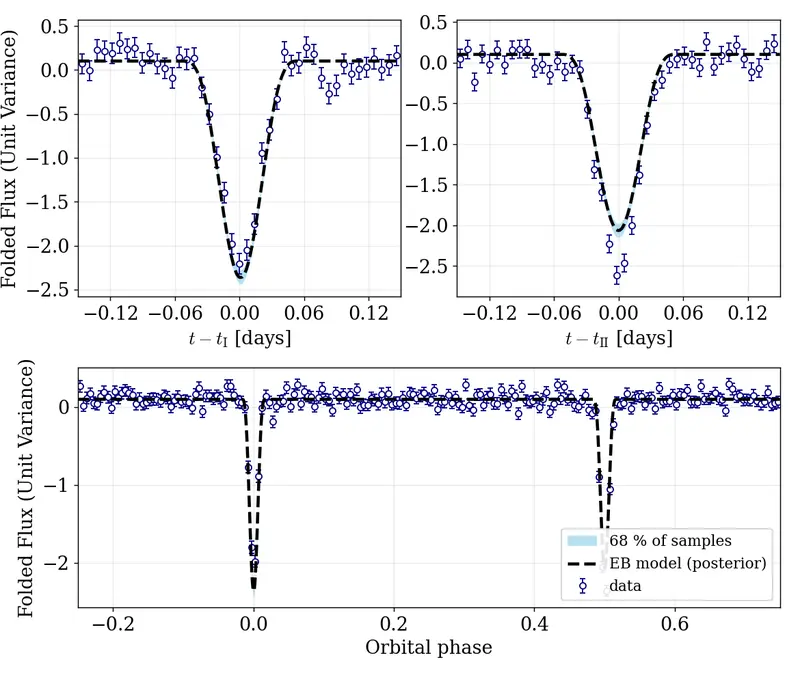 Folded Flux (Unit Variance)
0.5
0.0
−0.5
−1.0
−1.5
−2.0
−2.5
−0.12 −0.06 0.00 0.06 0.12
t − tI [days]
0.5
0.0
−0.5
−1.0
−1.5
−2.0
−2.5
−0.12 −0.06 0.00 0.06 0.12
t − tII [days]
Folded Flux (Unit Variance)
0
−1
−2
68 % of samples
EB model (posterior)
data
−0.2 0.0 0.2 0.4 0.6
Orbital phase